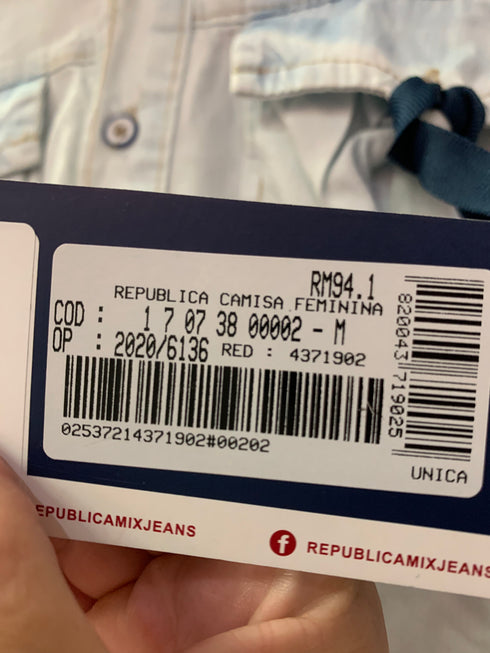 RM94.1
REPUBLICA CAMISA FEMININA
COD : 1 7 07 38 00002 - M
OP : 2020/6136 RED : 4371902
02537214371902#00202
8200437719025
UNICA
EPUBLICAMIXJEANS
f REPUBLICAMIXJEANS